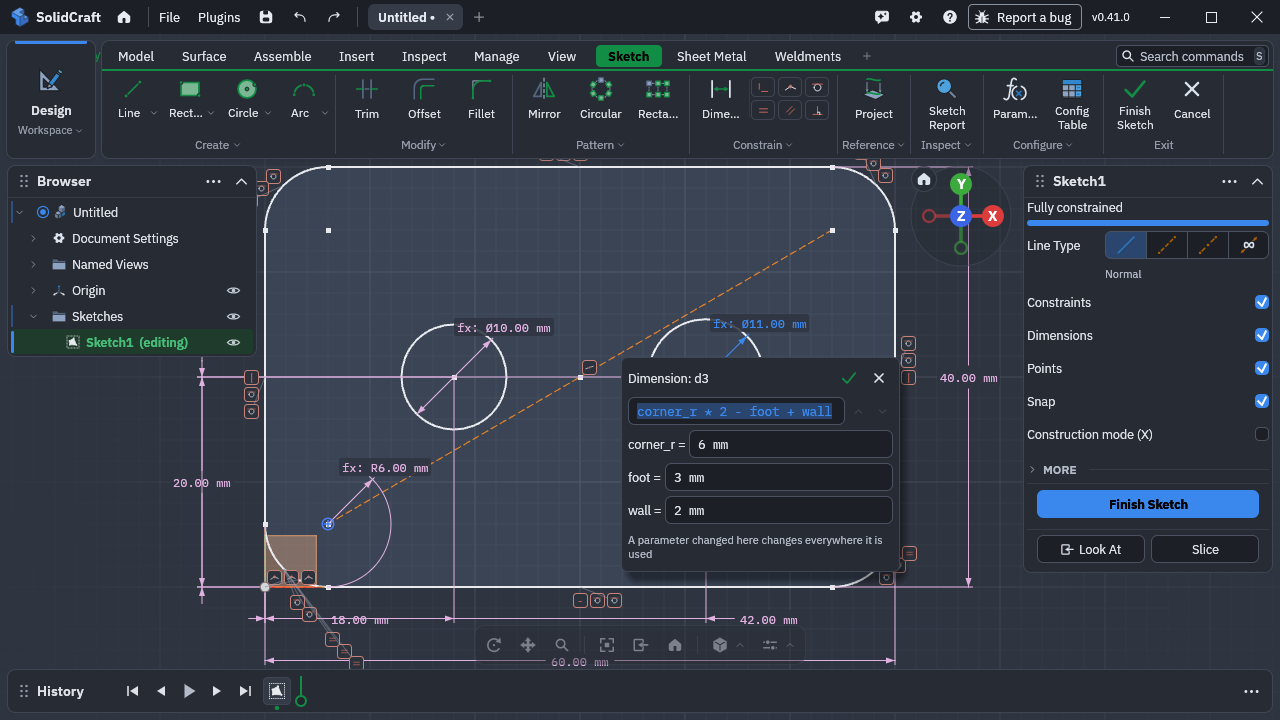 SolidCraft
File
Plugins
Untitled •
Report a bug
v0.41.0
Design
Workspace
Model
Surface
Assemble
Insert
Inspect
Manage
View
Sketch
Sheet Metal
Weldments
Search commands
S
Line
Rect...
Circle
Arc
Create
Trim
Offset
Fillet
Modify
Mirror
Circular
Recta...
Pattern
Dime...
Constrain
Project
Reference
Sketch
Report
Inspect
Param...
Config
Table
Configure
Finish
Sketch
Cancel
Exit
Browser
Untitled
Document Settings
Named Views
Origin
Sketches
Sketch1 (editing)
fx: Ø10.00 mm
fx: Ø11.00 mm
fx: R6.00 mm
20.00 mm
40.00 mm
18.00 mm
42.00 mm
60.00 mm
Y
Z
X
Dimension: d3
corner_r * 2 - foot + wall
corner_r =
6 mm
foot =
3 mm
wall =
2 mm
A parameter changed here changes everywhere it is
used
Sketch1
Fully constrained
Line Type
Normal
Constraints
Dimensions
Points
Snap
Construction mode (X)
MORE
Finish Sketch
Look At
Slice
History